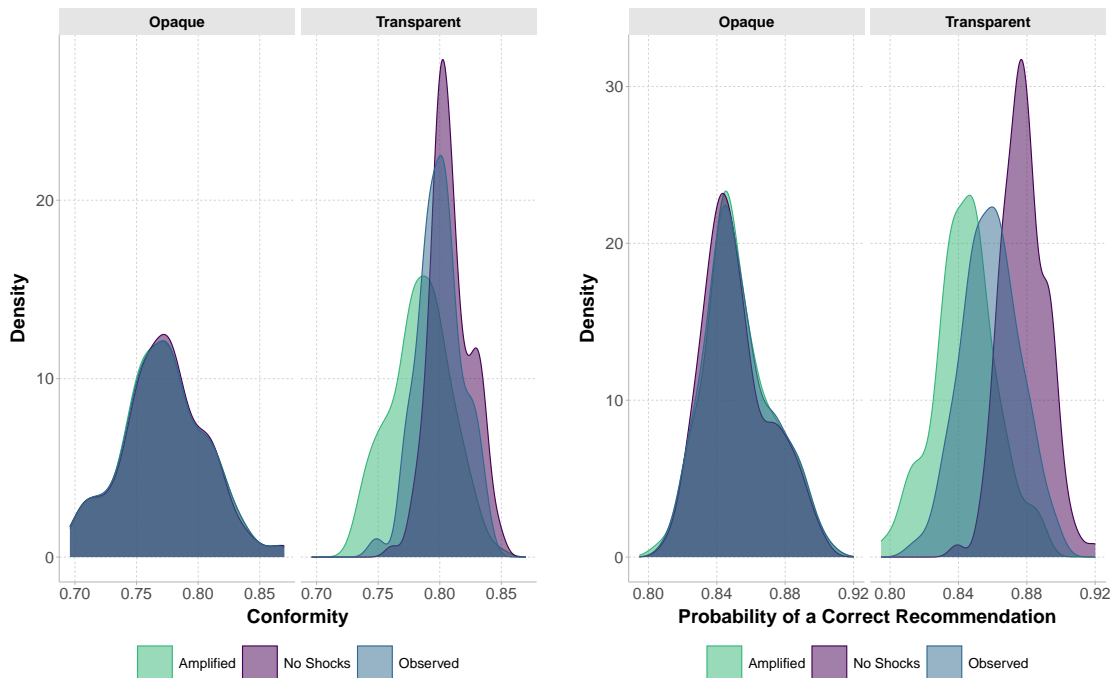 Opaque
Transparent
20
10
0
Density
0.70
0.75
0.80
0.85
0.70
0.75
0.80
0.85
Conformity
Amplified
No Shocks
Observed
Opaque
Transparent
30
20
10
0
Density
0.80
0.84
0.88
0.92
0.80
0.84
0.88
0.92
Probability of a Correct Recommendation
Amplified
No Shocks
Observed